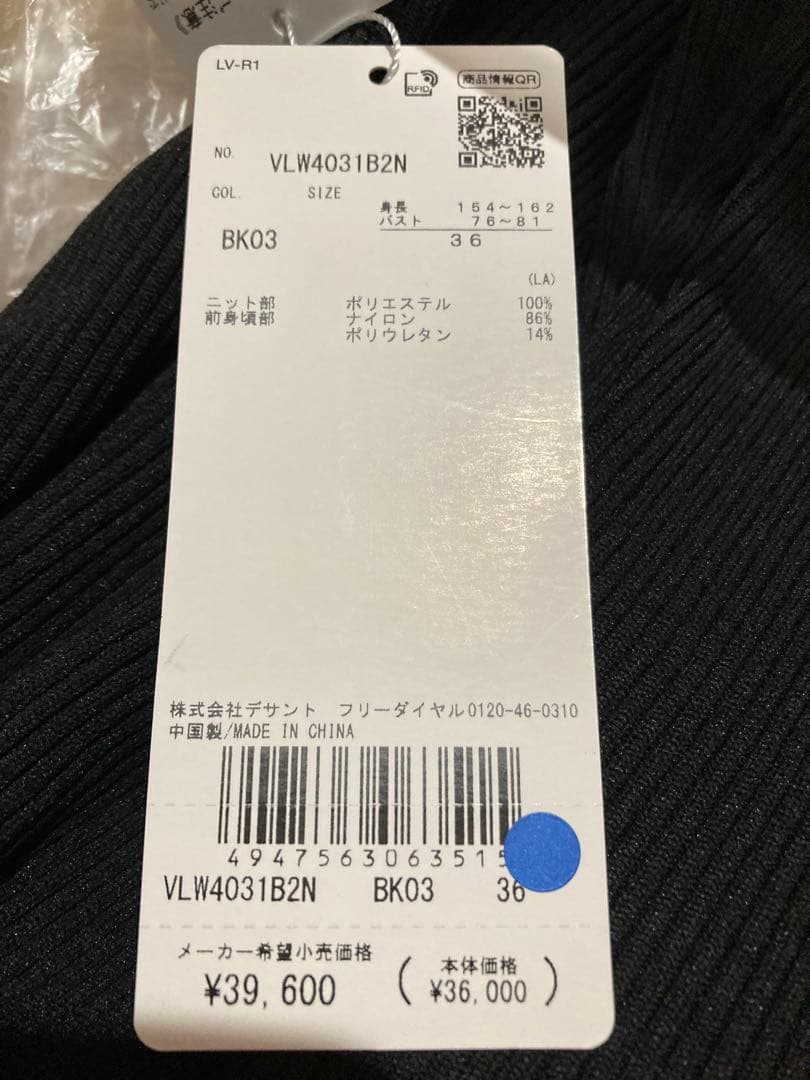 注意
LV-R1
RFID
商品情報QR
NO. VLW4031B2N
COL. SIZE
身長 154～162
バスト 76～81
BK03 36
(LA)
ニット部 ポリエステル 100%
前身頃部 ナイロン 86%
ポリウレタン 14%
株式会社デサント フリーダイヤル0120-46-0310
中国製/MADE IN CHINA
4947563063515
VLW4031B2N BK03 36
メーカー希望小売価格
¥39,600 ( 本体価格
¥36,000 )